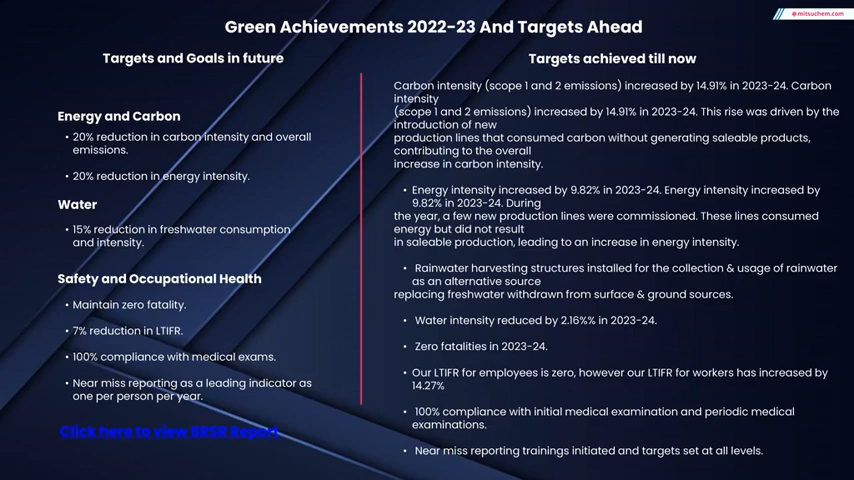 mitsuchem.com
Green Achievements 2022-23 And Targets Ahead
Targets and Goals in future
Energy and Carbon
• 20% reduction in carbon intensity and overall
emissions.
• 20% reduction in energy intensity.
Water
• 15% reduction in freshwater consumption
and intensity.
Safety and Occupational Health
• Maintain zero fatality.
• 7% reduction in LTIFR.
• 100% compliance with medical exams.
• Near miss reporting as a leading indicator as
one per person per year.
Click here to view BRSR Report
Targets achieved till now
Carbon intensity (scope 1 and 2 emissions) increased by 14.91% in 2023-24. Carbon
intensity
(scope 1 and 2 emissions) increased by 14.91% in 2023-24. This rise was driven by the
introduction of new
production lines that consumed carbon without generating saleable products,
contributing to the overall
increase in carbon intensity.
• Energy intensity increased by 9.82% in 2023-24. Energy intensity increased by
9.82% in 2023-24. During
the year, a few new production lines were commissioned. These lines consumed
energy but did not result
in saleable production, leading to an increase in energy intensity.
• Rainwater harvesting structures installed for the collection & usage of rainwater
as an alternative source
replacing freshwater withdrawn from surface & ground sources.
• Water intensity reduced by 2.16%% in 2023-24.
• Zero fatalities in 2023-24.
• Our LTIFR for employees is zero, however our LTIFR for workers has increased by
14.27%
• 100% compliance with initial medical examination and periodic medical
examinations.
• Near miss reporting trainings initiated and targets set at all levels.